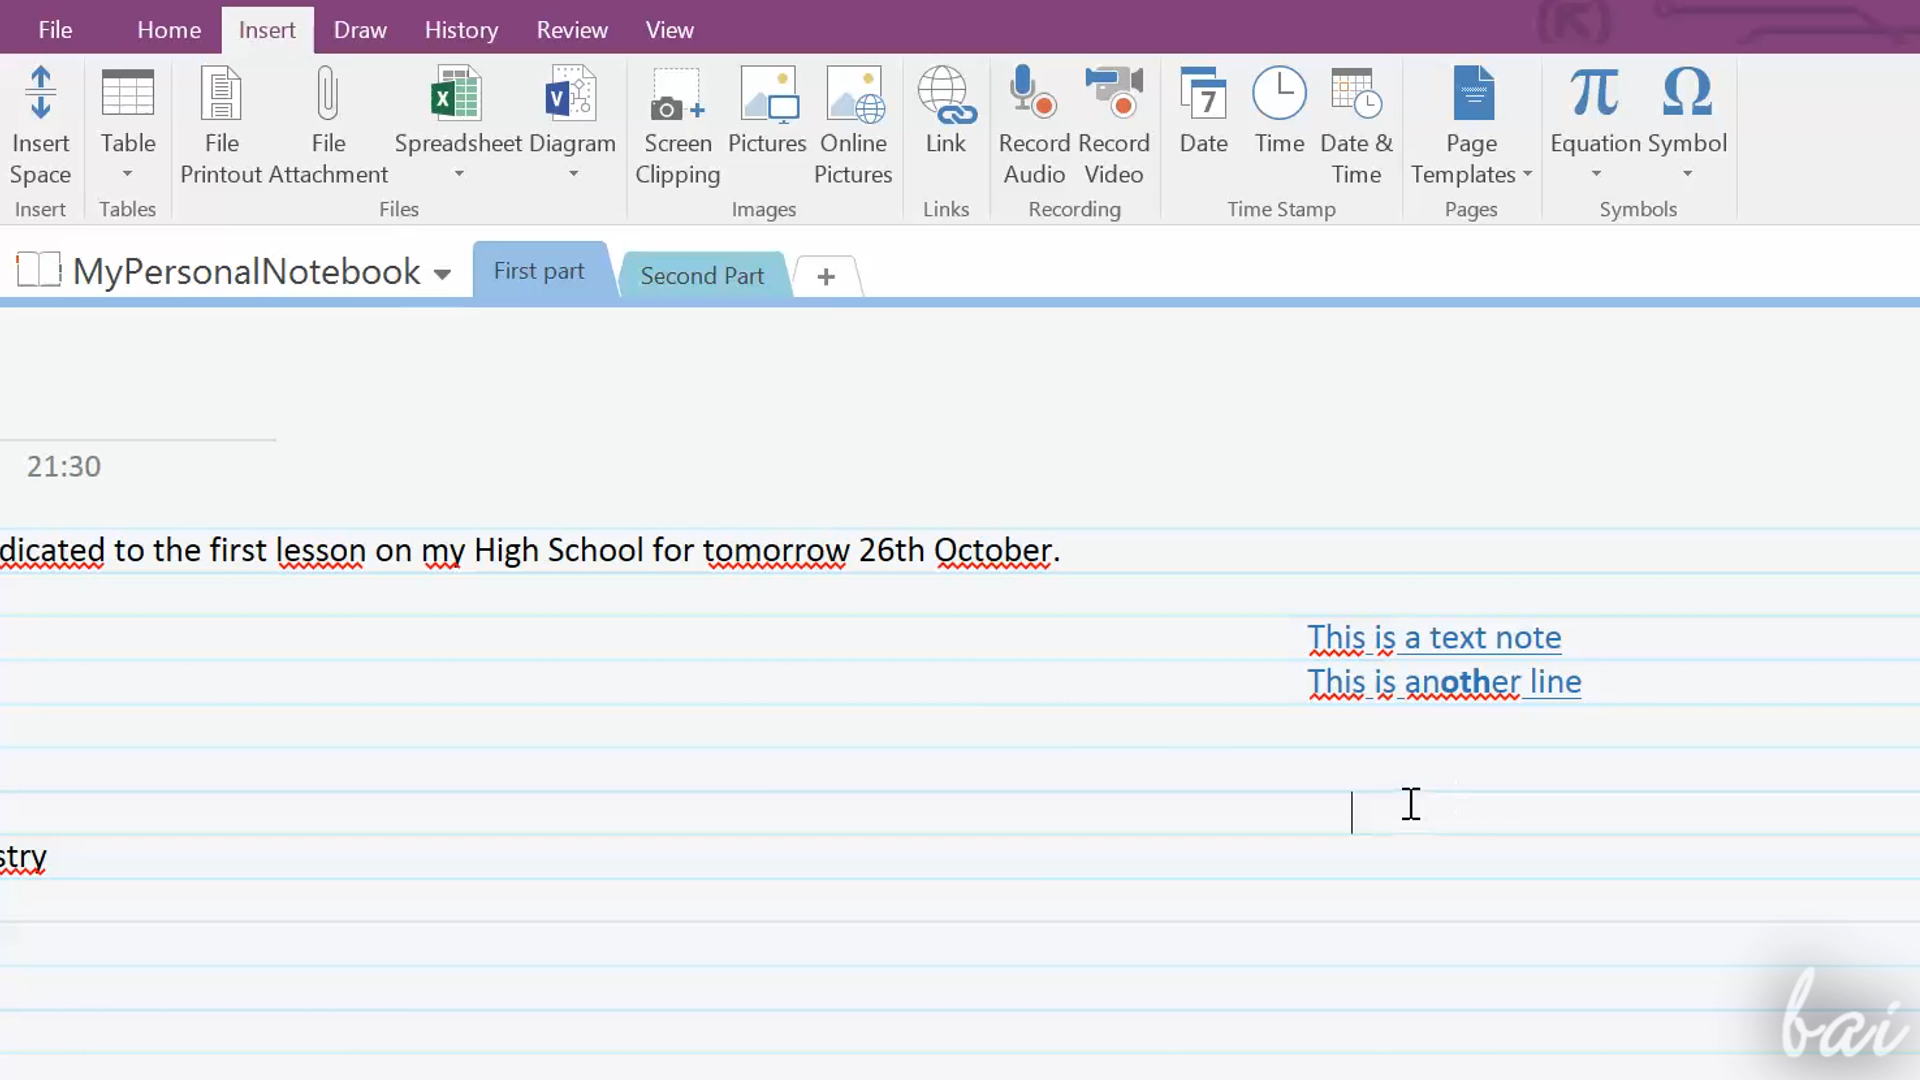 File Home Insert Draw History Review View
Insert Space Table File Printout File Attachment Spreadsheet Diagram Screen Clipping Pictures Online Pictures Link Record Audio Record Video Date Time Date & Time Page Templates Equation Symbol
Insert Tables Files Images Links Recording Time Stamp Pages Symbols
MyPersonalNotebook First part Second Part +
21:30
dicated to the first lesson on my High School for tomorrow 26th October.
This is a text note
This is another line
stry
bai